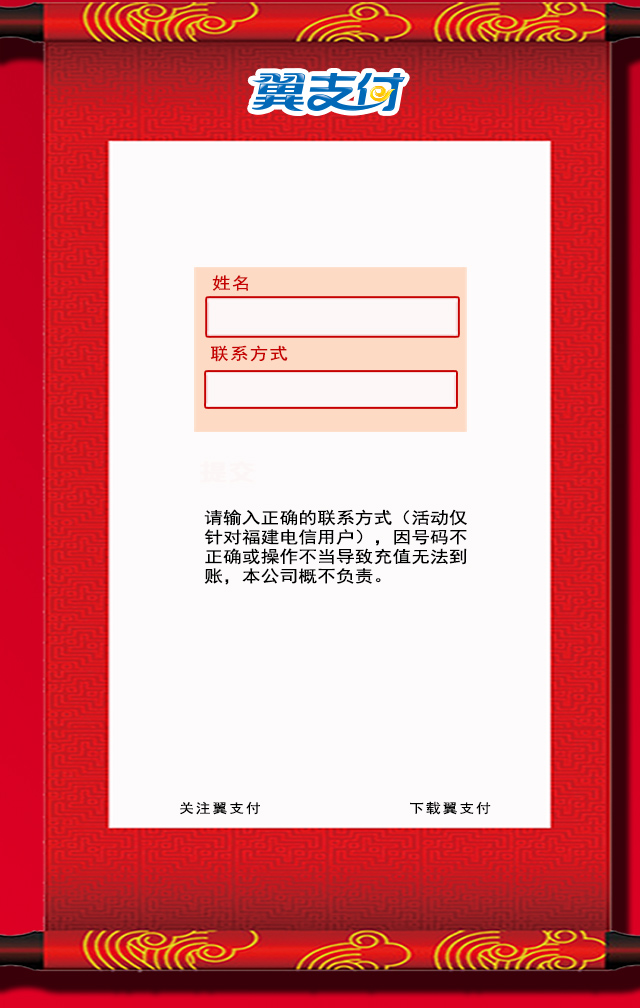 翼支付
姓名
联系方式
提交
请输入正确的联系方式（活动仅
针对福建电信用户），因号码不
正确或操作不当导致充值无法到
账，本公司概不负责。
关注翼支付
下载翼支付